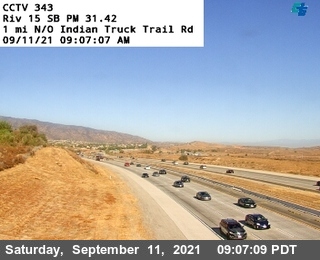 CCTV 343
Riv 15 SB PM 31.42
1 mi N/O Indian Truck Trail Rd
09/11/21 09:07:07 AM
Saturday, September 11, 2021 09:07:09 PDT